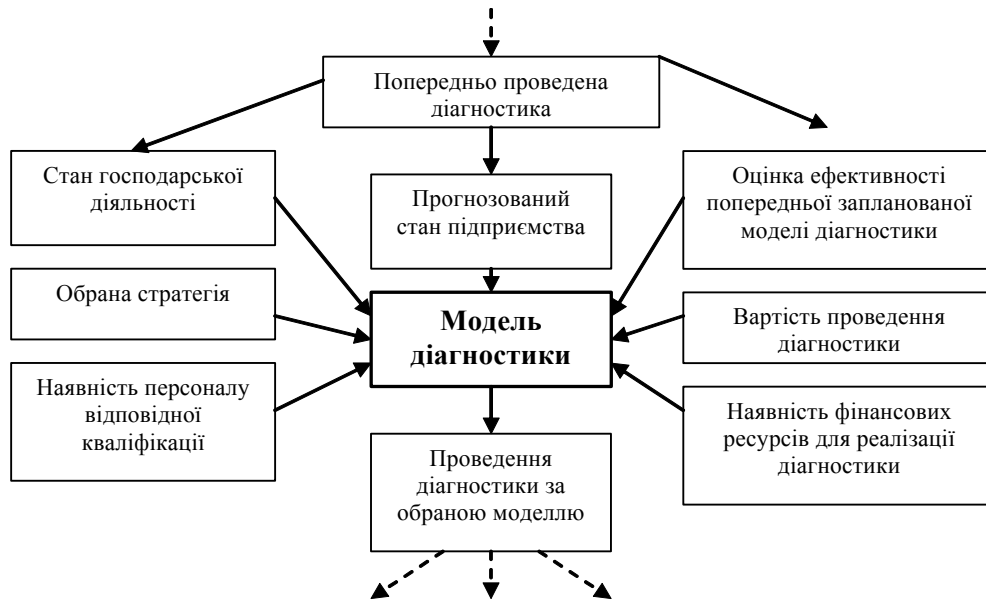 Попередньо проведена
діагностика
Стан господарської
діяльності
Прогнозований
стан підприємства
Оцінка ефективності
попередньої запланованої
моделі діагностики
Обрана стратегія
Модель
діагностики
Вартість проведення
діагностики
Наявність персоналу
відповідної
кваліфікації
Наявність фінансових
ресурсів для реалізації
діагностики
Проведення
діагностики за
обраною моделлю